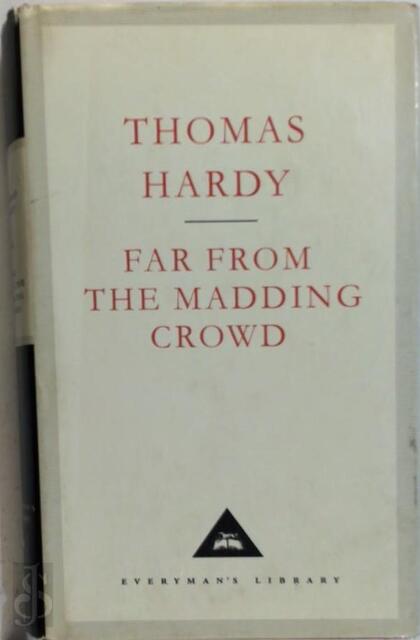 THOMAS
HARDY
FAR FROM
THE MADDING
CROWD
EVERYMAN'S LIBRARY